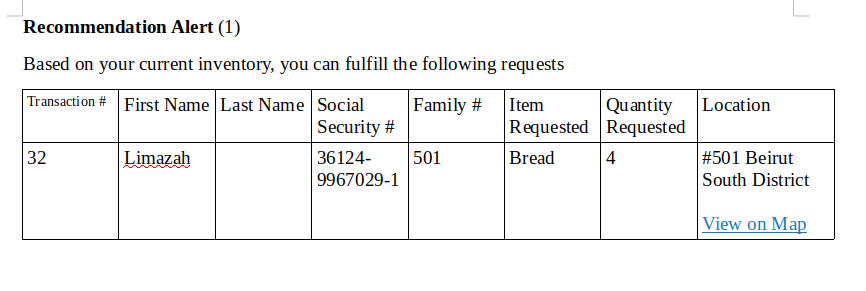 Recommendation Alert (1)
Based on your current inventory, you can fulfill the following requests
Transaction # First Name Last Name Social Security # Family # Item Requested Quantity Requested Location
32 Limazah 36124-9967029-1 501 Bread 4 #501 Beirut South District
View on Map